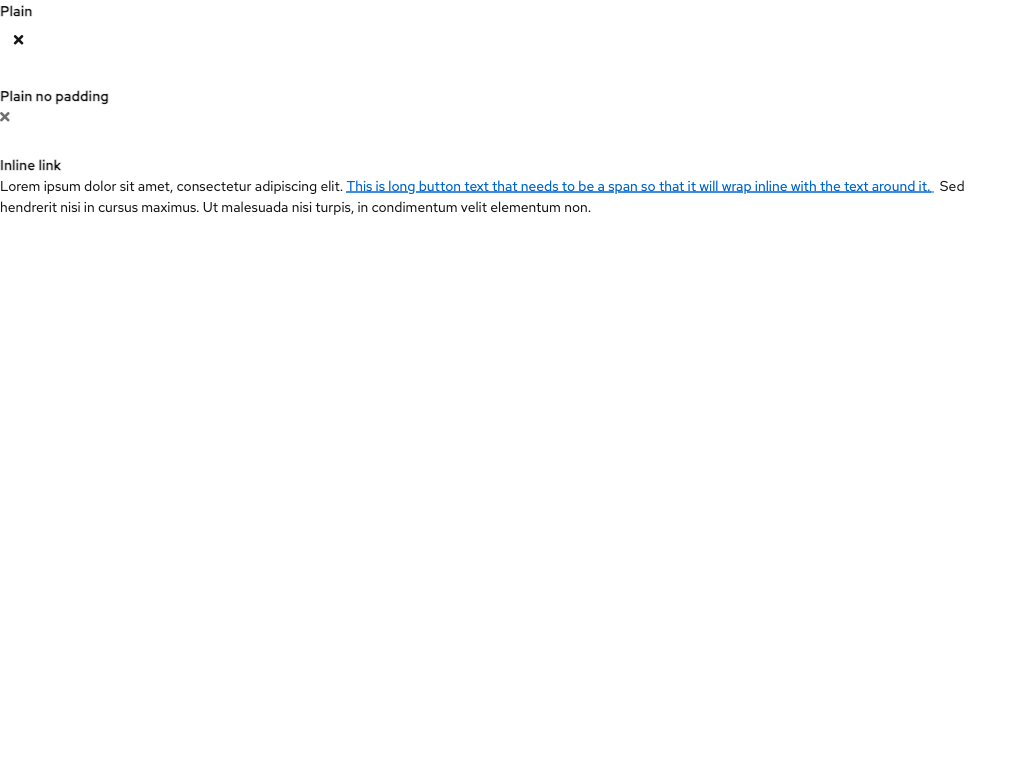 Plain
Plain no padding
Inline link
Lorem ipsum dolor sit amet, consectetur adipiscing elit. This is long button text that needs to be a span so that it will wrap inline with the text around it. Sed
hendrerit nisi in cursus maximus. Ut malesuada nisi turpis, in condimentum velit elementum non.